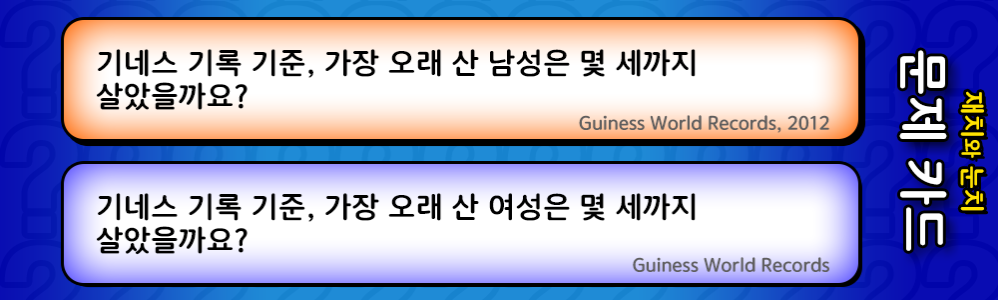 기네스 기록 기준, 가장 오래 산 남성은 몇 세까지
살았을까요?
Guiness World Records, 2012
기네스 기록 기준, 가장 오래 산 여성은 몇 세까지
살았을까요?
Guiness World Records
재치와 눈치
문제 카드